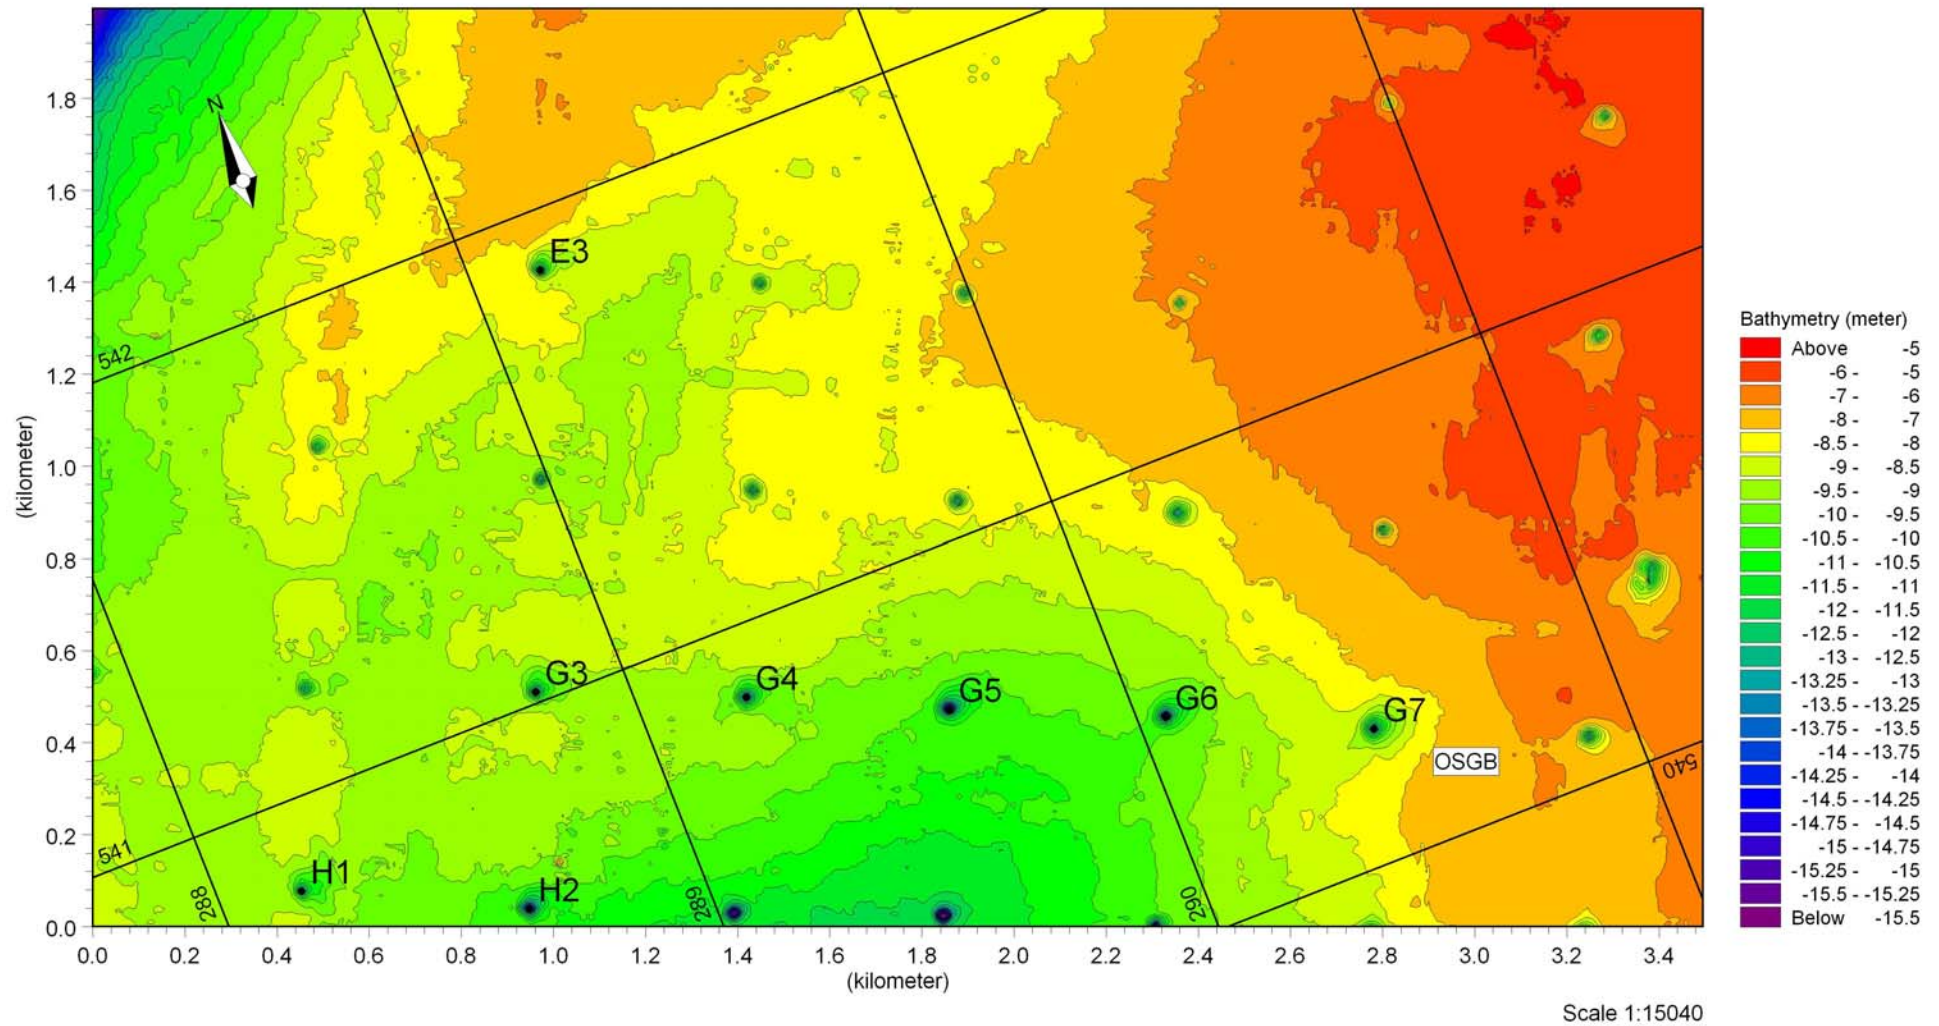 1.8
1.6
1.4
1.2
1.0
0.8
0.6
0.4
0.2
0.0
(kilometer)
N
E3
542
G3
G4
G5
G6
G7
OSGB
540
541
H1
H2
288
289
290
0.0 0.2 0.4 0.6 0.8 1.0 1.2 1.4 1.6 1.8 2.0 2.2 2.4 2.6 2.8 3.0 3.2 3.4
(kilometer)
Bathymetry (meter)
Above -5
-6 - -5
-7 - -6
-8 - -7
-8.5 - -8
-9 - -8.5
-9.5 - -9
-10 - -9.5
-10.5 - -10
-11 - -10.5
-11.5 - -11
-12 - -11.5
-12.5 - -12
-13 - -12.5
-13.25 - -13
-13.5 - -13.25
-13.75 - -13.5
-14 - -13.75
-14.25 - -14
-14.5 - -14.25
-14.75 - -14.5
-15 - -14.75
-15.25 - -15
-15.5 - -15.25
Below -15.5
Scale 1:15040